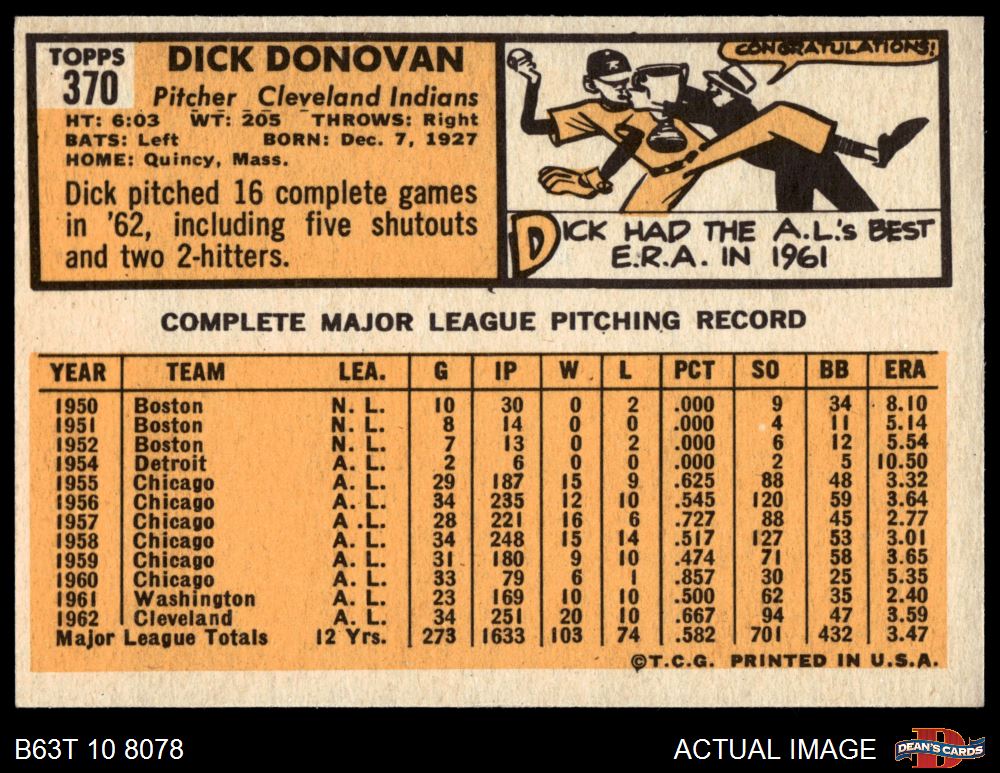 TOPPS
370
DICK DONOVAN
Pitcher Cleveland Indians
HT: 6:03 WT: 205 THROWS: Right
BATS: Left BORN: Dec. 7, 1927
HOME: Quincy, Mass.
Dick pitched 16 complete games
in '62, including five shutouts
and two 2-hitters.
CONGRATULATIONS!
DICK HAD THE A.L.'s BEST
E.R.A. IN 1961
COMPLETE MAJOR LEAGUE PITCHING RECORD
YEAR TEAM LEA. G IP W L PCT SO BB ERA
1950 Boston N. L. 10 30 0 2 .000 9 34 8.10
1951 Boston N. L. 8 14 0 0 .000 4 11 5.14
1952 Boston N. L. 7 13 0 2 .000 6 12 5.54
1954 Detroit A. L. 2 6 0 0 .000 2 5 10.50
1955 Chicago A. L. 29 187 15 9 .625 88 48 3.32
1956 Chicago A. L. 34 235 12 10 .545 120 59 3.64
1957 Chicago A .L. 28 221 16 6 .727 88 45 2.77
1958 Chicago A. L. 34 248 15 14 .517 127 53 3.01
1959 Chicago A. L. 31 180 9 10 .474 71 58 3.65
1960 Chicago A. L. 33 79 6 1 .857 30 25 5.35
1961 Washington A. L. 23 169 10 10 .500 62 35 2.40
1962 Cleveland A. L. 34 251 20 10 .667 94 47 3.59
Major League Totals 12 Yrs. 273 1633 103 74 .582 701 432 3.47
©T.C.G. PRINTED IN U.S.A.
B63T 10 8078
ACTUAL IMAGE
DEAN'S CARDS